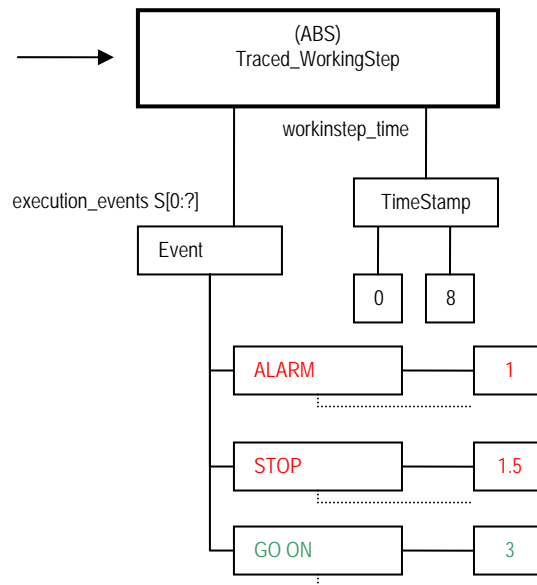 (ABS)
Traced_WorkingStep
workinstep_time
execution_events S[0:?]
TimeStamp
Event
0
8
ALARM
1
STOP
1.5
GO ON
3